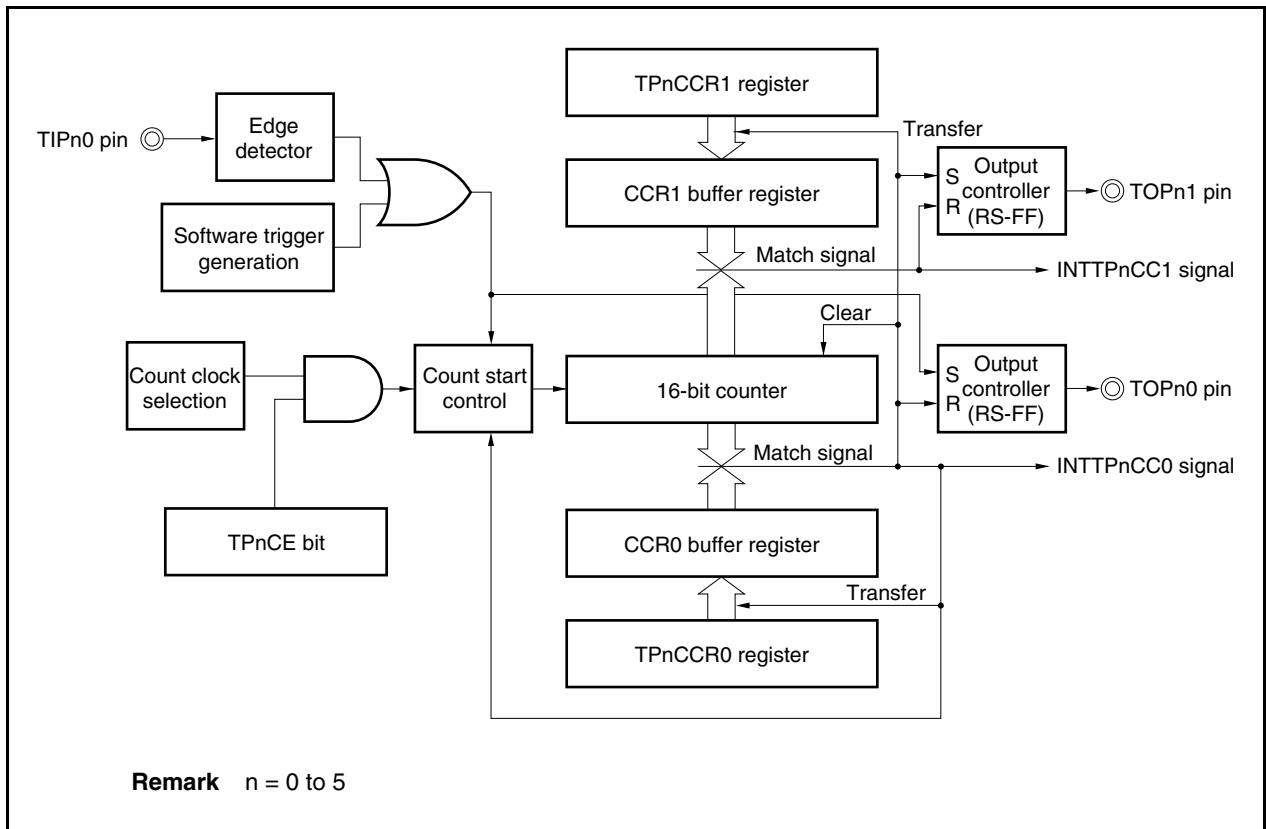 TPnCCR1 register
TIPn0 pin
Edge
detector
Transfer
Software trigger
generation
CCR1 buffer register
S
R
Output
controller
(RS-FF)
TOPn1 pin
Match signal
INTTPnCC1 signal
Clear
Count clock
selection
Count start
control
16-bit counter
S
R
Output
controller
(RS-FF)
TOPn0 pin
Match signal
INTTPnCC0 signal
TPnCE bit
CCR0 buffer register
Transfer
TPnCCR0 register
Remark n = 0 to 5